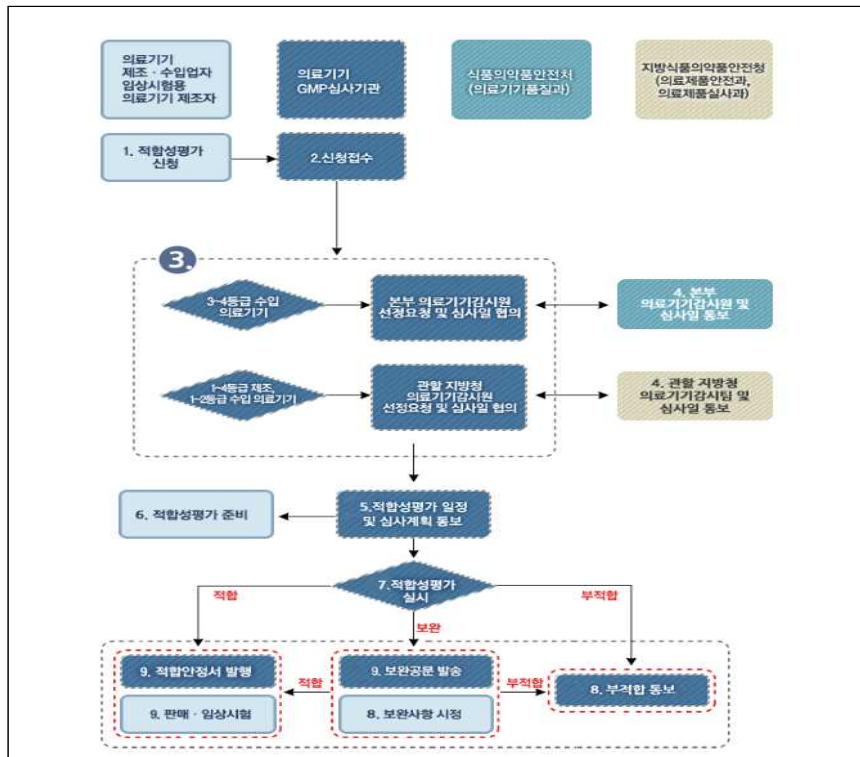 의료기기
제조 · 수입업자
임상시험용
의료기기 제조자
의료기기
GMP심사기관
식품의약품안전처
(의료기기품질과)
지방식품의약품안전청
(의료제품안전과,
의료제품실사과)
1. 적합성평가
신청
2.신청접수
3.
3~4등급 수입
의료기기
본부 의료기기감시원
선정요청 및 심사일 협의
4. 본부
의료기기감시원 및
심사일 통보
1~4등급 제조,
1~2등급 수입 의료기기
관할 지방청
의료기기감시원
선정요청 및 심사일 협의
4. 관할 지방청
의료기기감시팀 및
심사일 통보
6. 적합성평가 준비
5.적합성평가 일정
및 심사계획 통보
7.적합성평가
실시
적합
보완
부적합
9. 적합안정서 발행
9. 판매 · 임상시험
적합
9. 보완공문 발송
8. 보완사항 시정
부적합
8. 부적합 통보